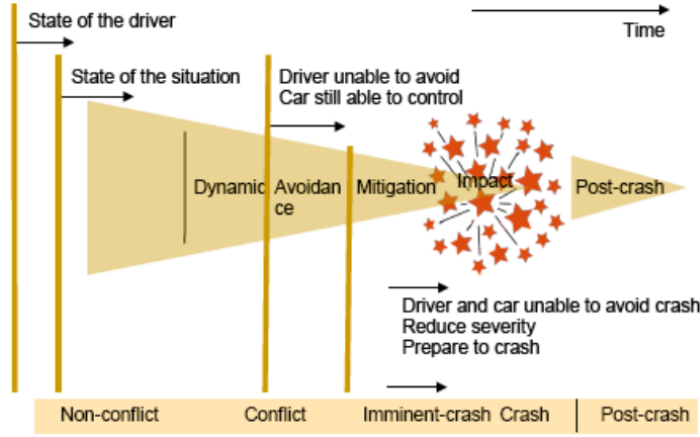 State of the driver
Time
State of the situation
Driver unable to avoid
Car still able to control
Dynamic
Avoidan
ce
Mitigation
Impact
Post-crash
Driver and car unable to avoid crash
Reduce severity
Prepare to crash
Non-conflict
Conflict
Imminent-crash
Crash
Post-crash